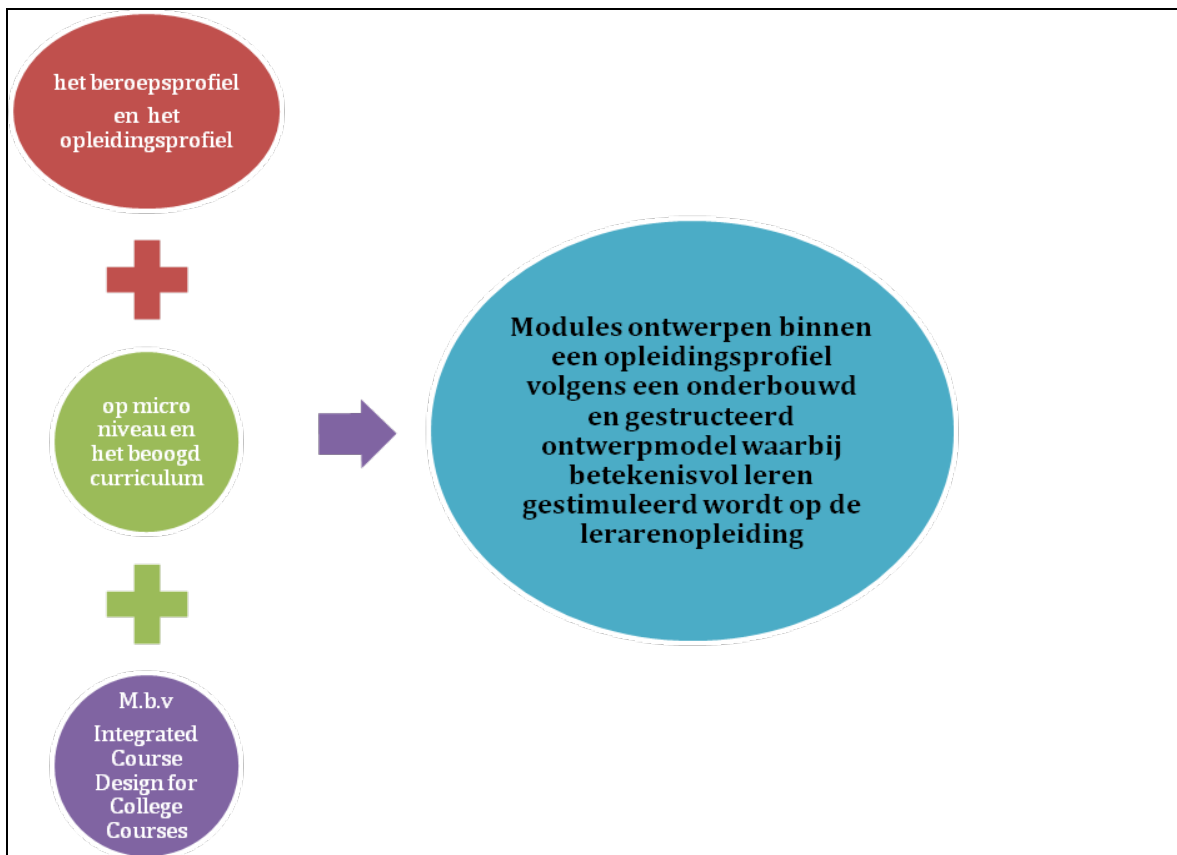 het beroepsprofiel
en het
opleidingsprofiel
op micro
niveau en
het beoogd
curriculum
M.b.v
Integrated
Course
Design for
College
Courses
Modules ontwerpen binnen
een opleidingsprofiel
volgens een onderbouwd
en gestructeerd
ontwerpmodel waarbij
betekenisvol leren
gestimuleerd wordt op de
lerarenopleiding